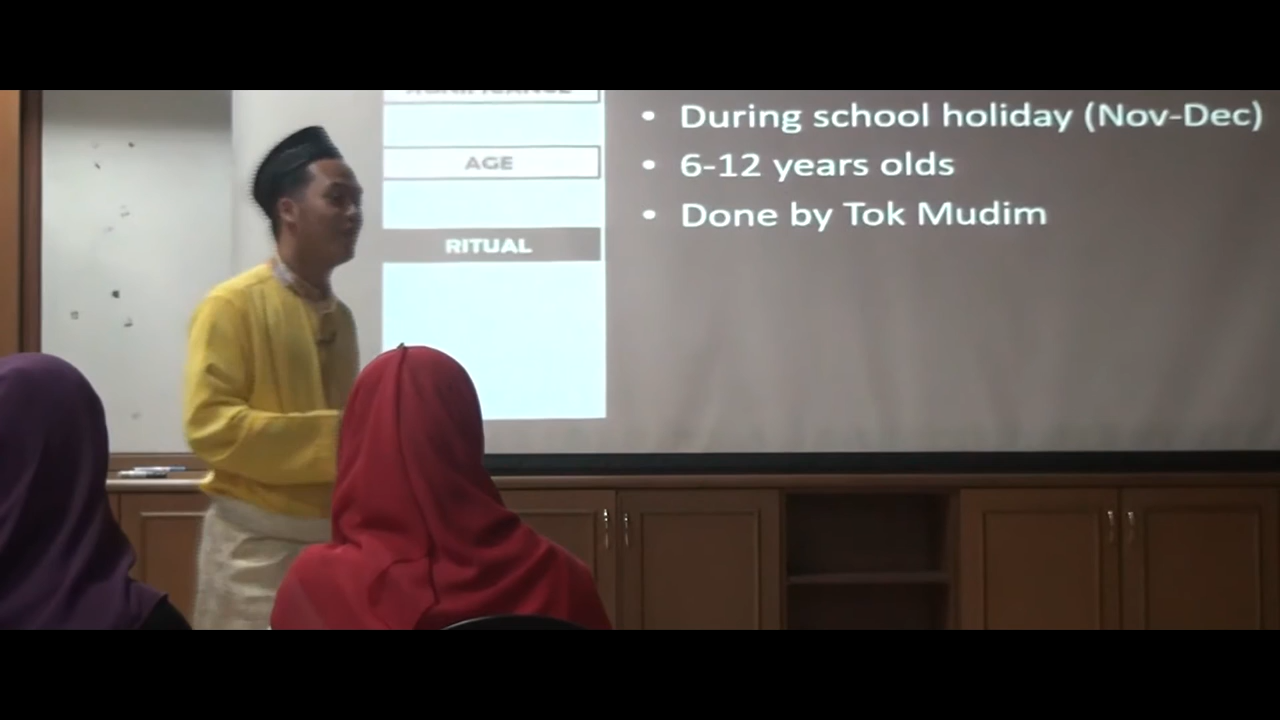 AGE
RITUAL
• During school holiday (Nov-Dec)
• 6-12 years olds
• Done by Tok Mudim